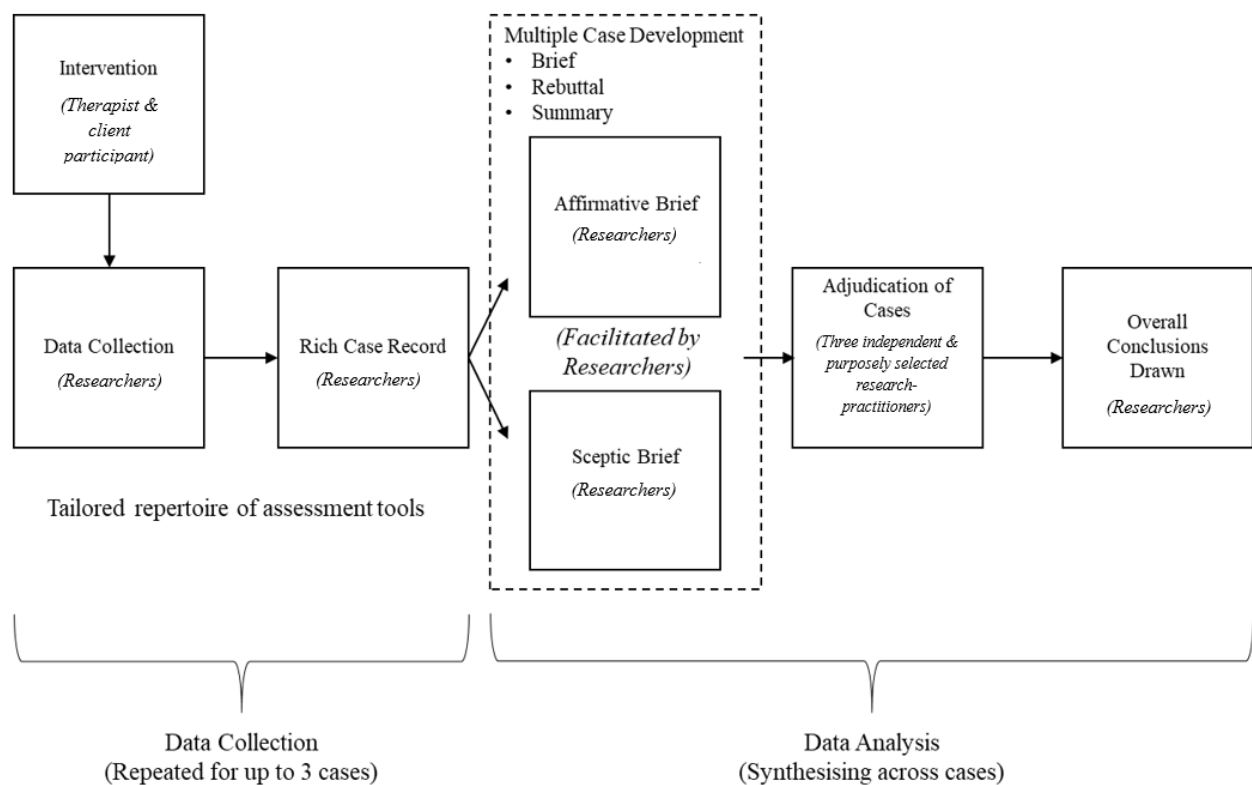 Intervention
(Therapist &
client
participant)
Data Collection
(Researchers)
Rich Case Record
(Researchers)
Tailored repertoire of assessment tools
Multiple Case Development
• Brief
• Rebuttal
• Summary
Affirmative Brief
(Researchers)
(Facilitated by
Researchers)
Sceptic Brief
(Researchers)
Adjudication of
Cases
(Three independent &
purposely selected
research-
practitioners)
Overall
Conclusions
Drawn
(Researchers)
Data Collection
(Repeated for up to 3 cases)
Data Analysis
(Synthesising across cases)